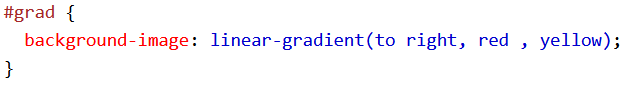 #grad {
  background-image: linear-gradient(to right, red , yellow);
}